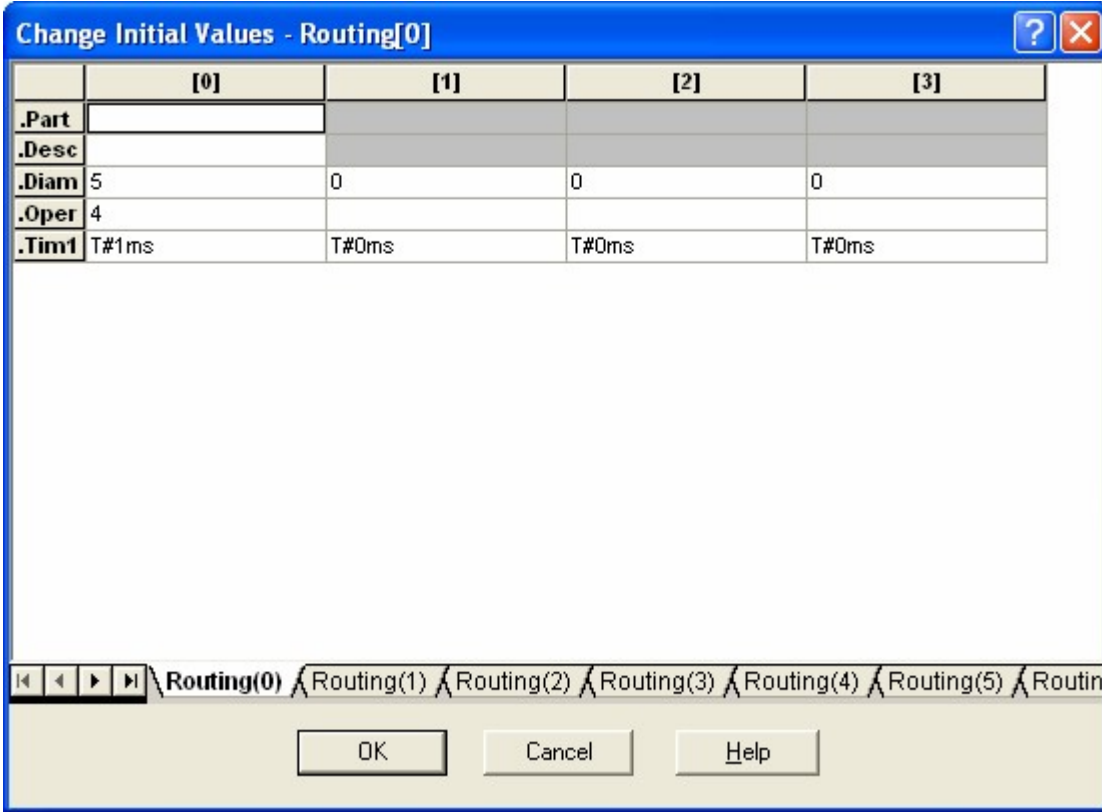 Change Initial Values - Routing[0]
[0] [1] [2] [3]
.Part
.Desc
.Diam 5 0 0 0
.Oper 4
.Tim1 T#1ms T#0ms T#0ms T#0ms
Routing(0) Routing(1) Routing(2) Routing(3) Routing(4) Routing(5) Routin
OK Cancel Help